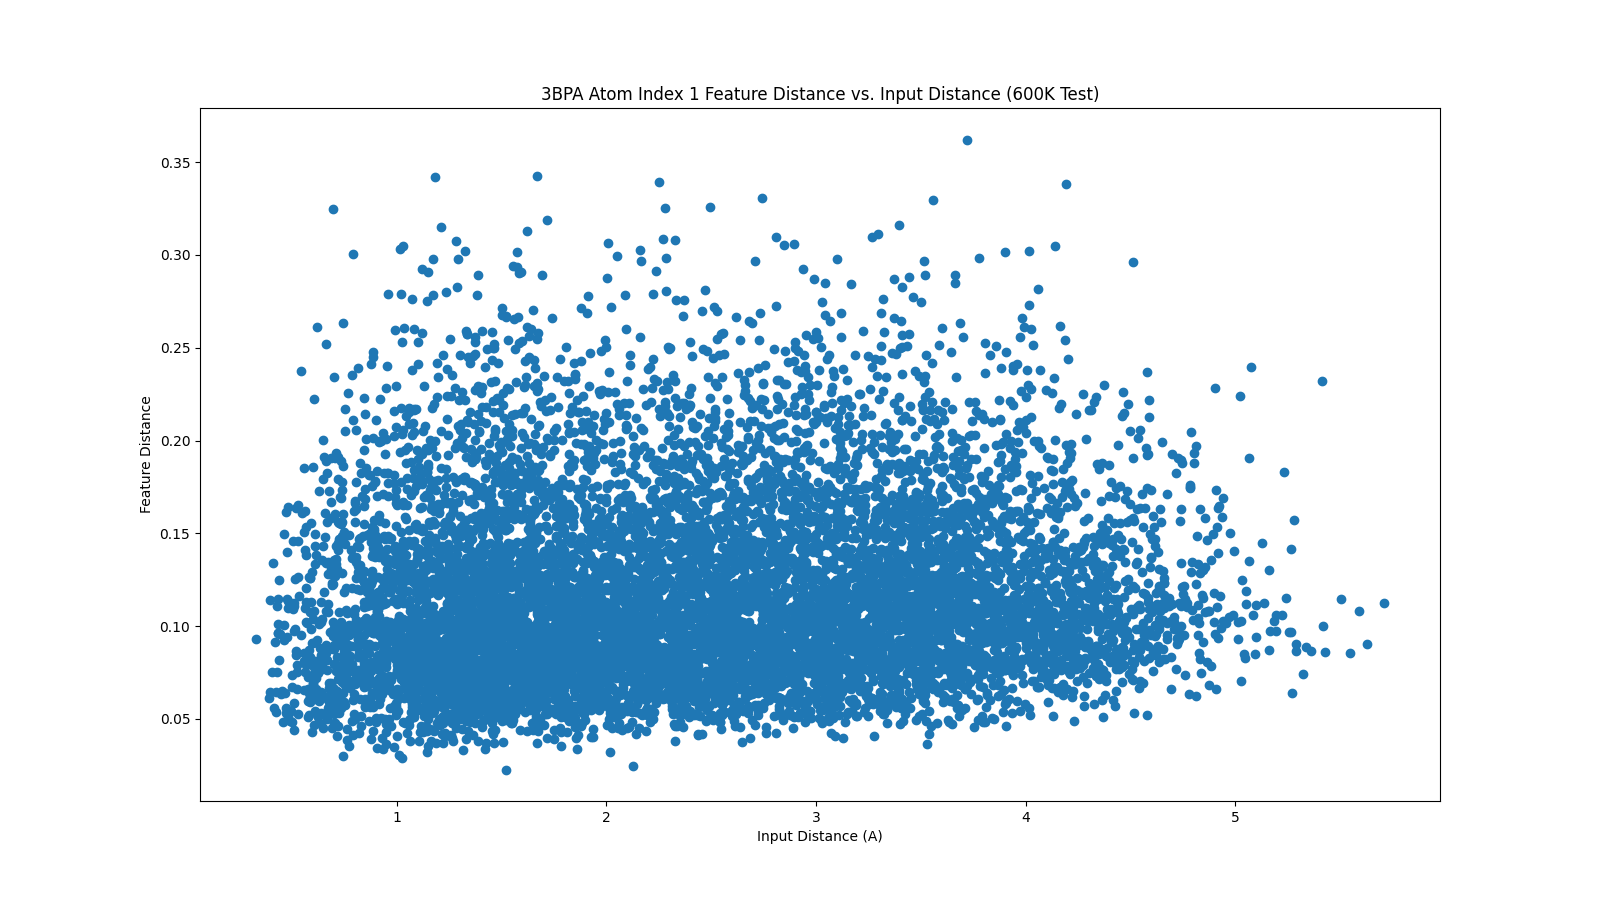 3BPA Atom Index 1 Feature Distance vs. Input Distance (600K Test)
0.35
0.30
0.25
0.20
0.15
0.10
0.05
Feature Distance
1 2 3 4 5
Input Distance (A)